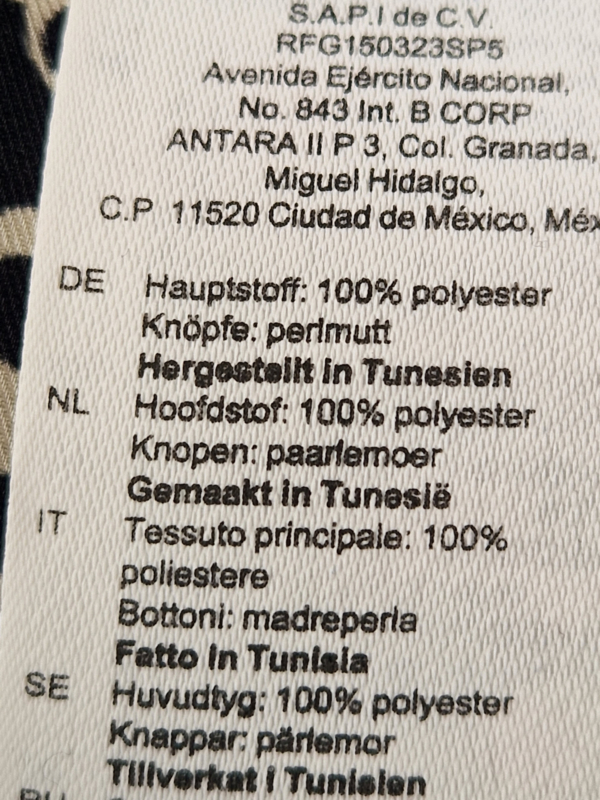 S.A.P.I de C.V.
RFG150323SP5
Avenida Ejército Nacional,
No. 843 Int. B CORP
ANTARA II P 3, Col. Granada,
Miguel Hidalgo,
C.P 11520 Ciudad de México, Méx
DE Hauptstoff: 100% polyester
Knöpfe: perlmutt
Hergestellt in Tunesien
NL Hoofdstof: 100% polyester
Knopen: paarlemoer
Gemaakt in Tunesië
IT Tessuto principale: 100%
poliestere
Bottoni: madreperla
Fatto in Tunisia
SE Huvudtyg: 100% polyester
Knappar: pärlemor
Tillverkat i Tunisien